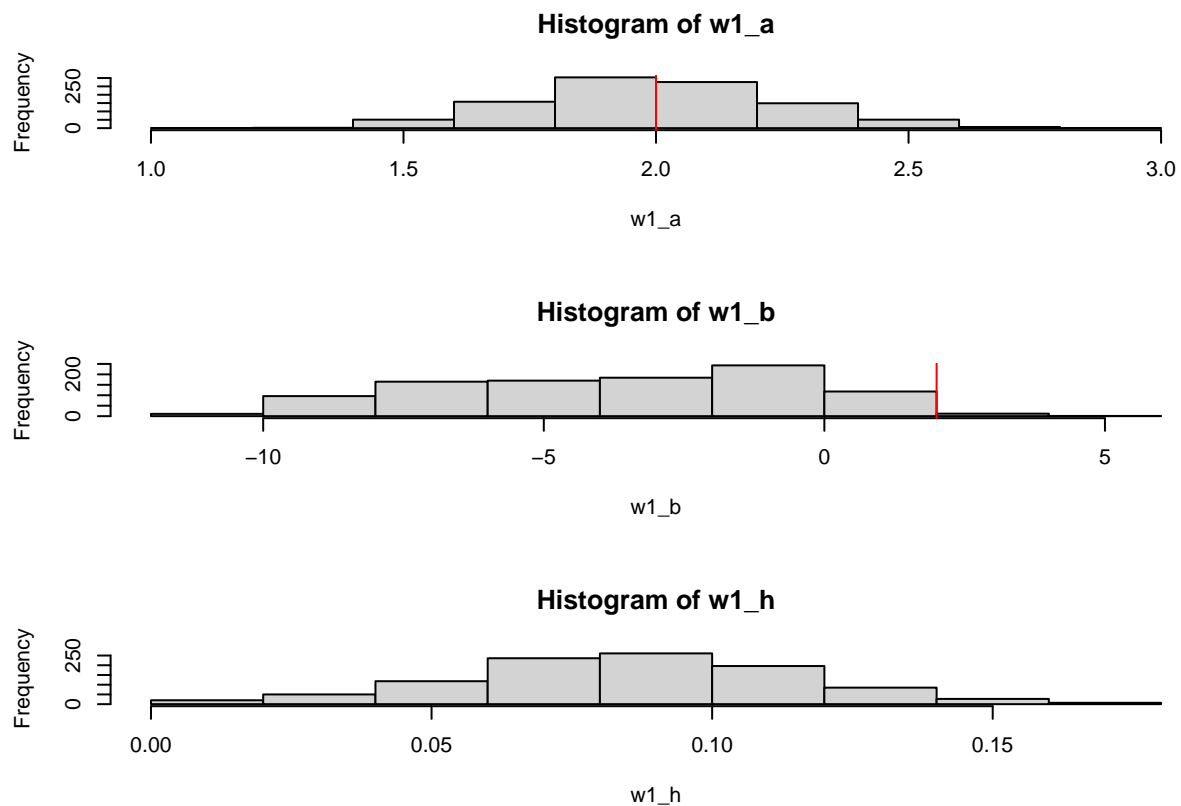 Histogram of w1_a
Frequency
250
0
1.0 1.5 2.0 2.5 3.0
w1_a
Histogram of w1_b
Frequency
200
0
−10 −5 0 5
w1_b
Histogram of w1_h
Frequency
250
0
0.00 0.05 0.10 0.15
w1_h